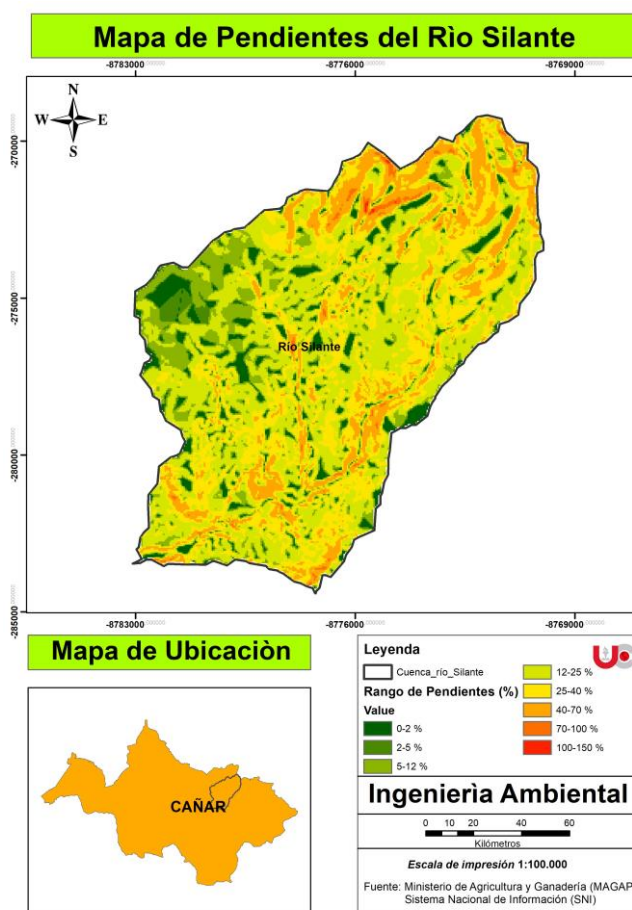 Mapa de Pendientes del Rìo Silante
-8783000 -8776000 -8769000
N
W E
S
-270000
-275000
-280000
-285000
Río Silante
-8783000 -8776000 -8769000
Mapa de Ubicaciòn
CAÑAR
Leyenda
Cuenca_río_Silante
Rango de Pendientes (%)
Value
0-2 %
2-5 %
5-12 %
12-25 %
25-40 %
40-70 %
70-100 %
100-150 %
Ingenierìa Ambiental
0 10 20 40 60
Kilómetros
Escala de impresión 1:100.000
Fuente: Ministerio de Agricultura y Ganadería (MAGAP
Sistema Nacional de Información (SNI)